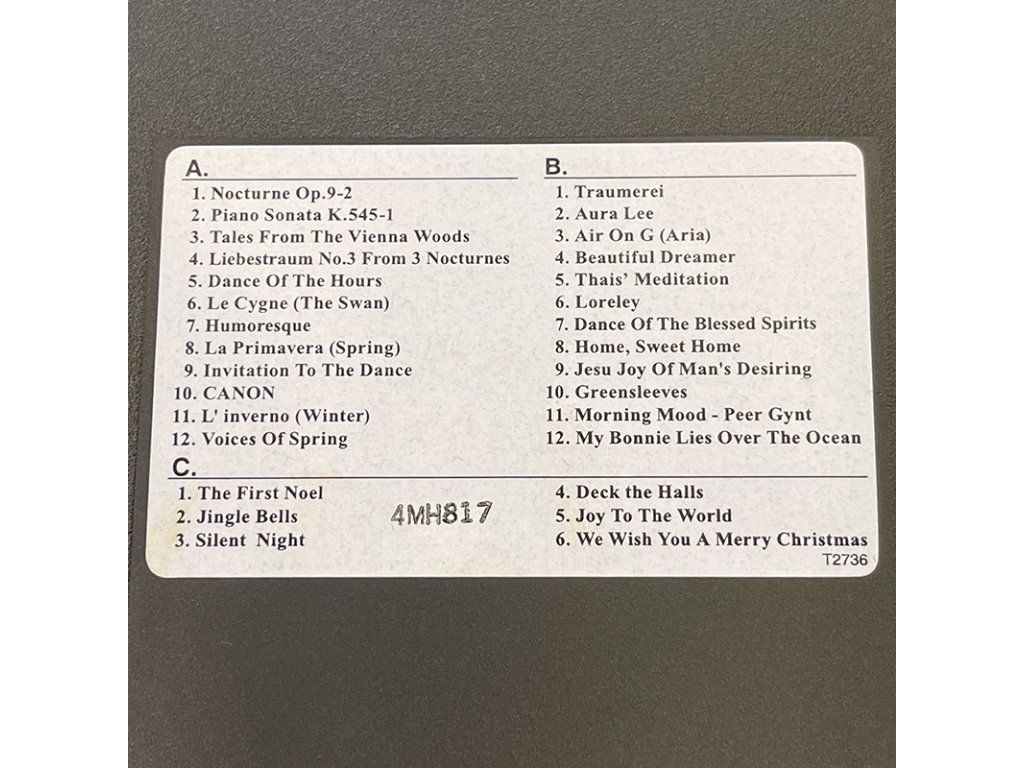 A.
1. Nocturne Op.9-2
2. Piano Sonata K.545-1
3. Tales From The Vienna Woods
4. Liebestraum No.3 From 3 Nocturnes
5. Dance Of The Hours
6. Le Cygne (The Swan)
7. Humoresque
8. La Primavera (Spring)
9. Invitation To The Dance
10. CANON
11. L' inverno (Winter)
12. Voices Of Spring
B.
1. Traumerei
2. Aura Lee
3. Air On G (Aria)
4. Beautiful Dreamer
5. Thais' Meditation
6. Loreley
7. Dance Of The Blessed Spirits
8. Home, Sweet Home
9. Jesu Joy Of Man's Desiring
10. Greensleeves
11. Morning Mood - Peer Gynt
12. My Bonnie Lies Over The Ocean
C.
1. The First Noel
2. Jingle Bells
3. Silent Night
4MH817
4. Deck the Halls
5. Joy To The World
6. We Wish You A Merry Christmas
T2736